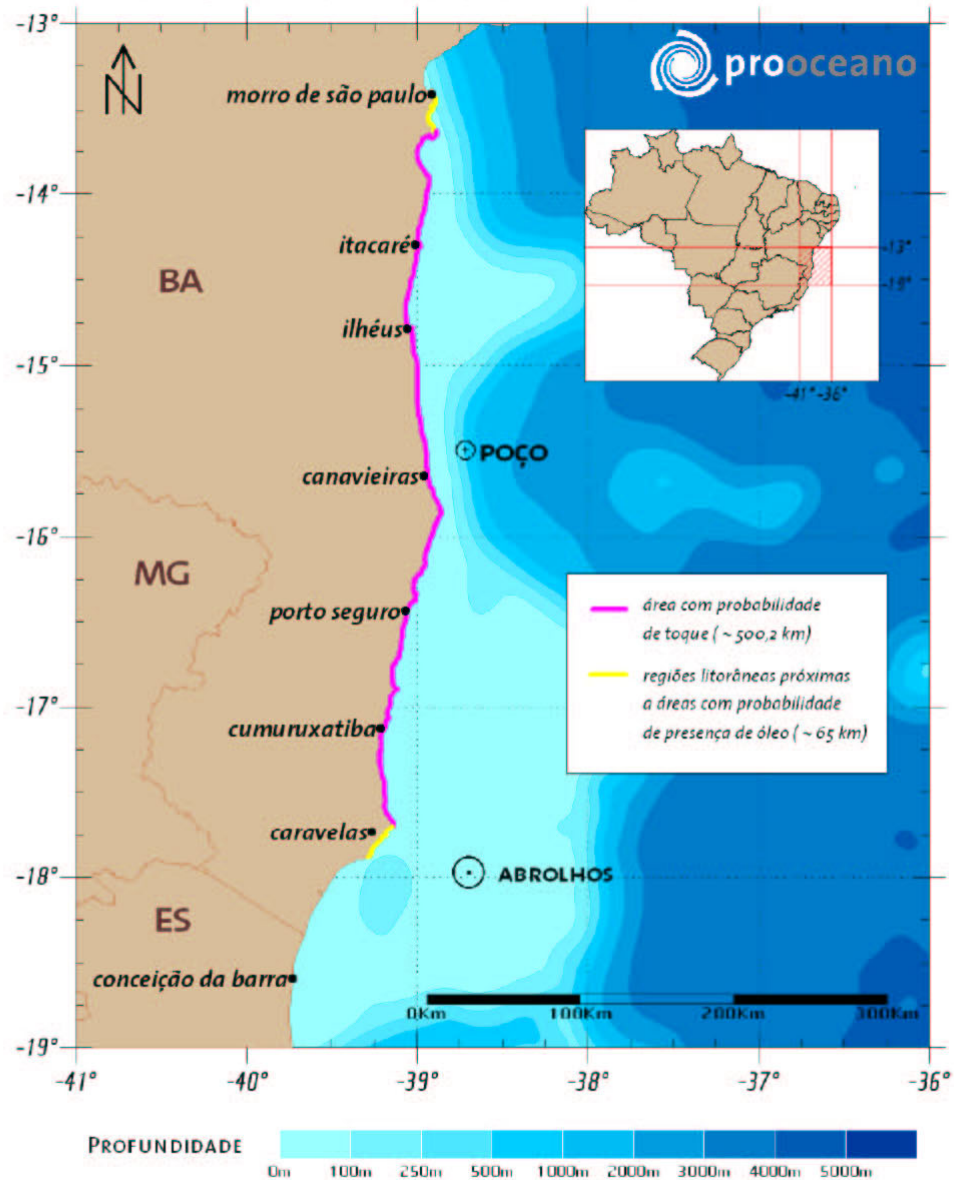 -13°
N
prooceano
morro de são paulo
-14°
itacaré
-13°
BA
-18°
ilhéus
-15°
-41° -36°
POÇO
canavieiras
-16°
MG
área com probabilidade
de toque ( ~ 500,2 km)
porto seguro
regiões litorâneas próximas
a áreas com probabilidade
de presença de óleo ( ~ 65 km)
-17°
cumuruxatiba
caravelas
ABROLHOS
-18°
ES
conceição da barra
0Km 100Km 200Km 300Km
-19°
-41° -40° -39° -38° -37° -36°
PROFUNDIDADE
0m 100m 250m 500m 1000m 2000m 3000m 4000m 5000m